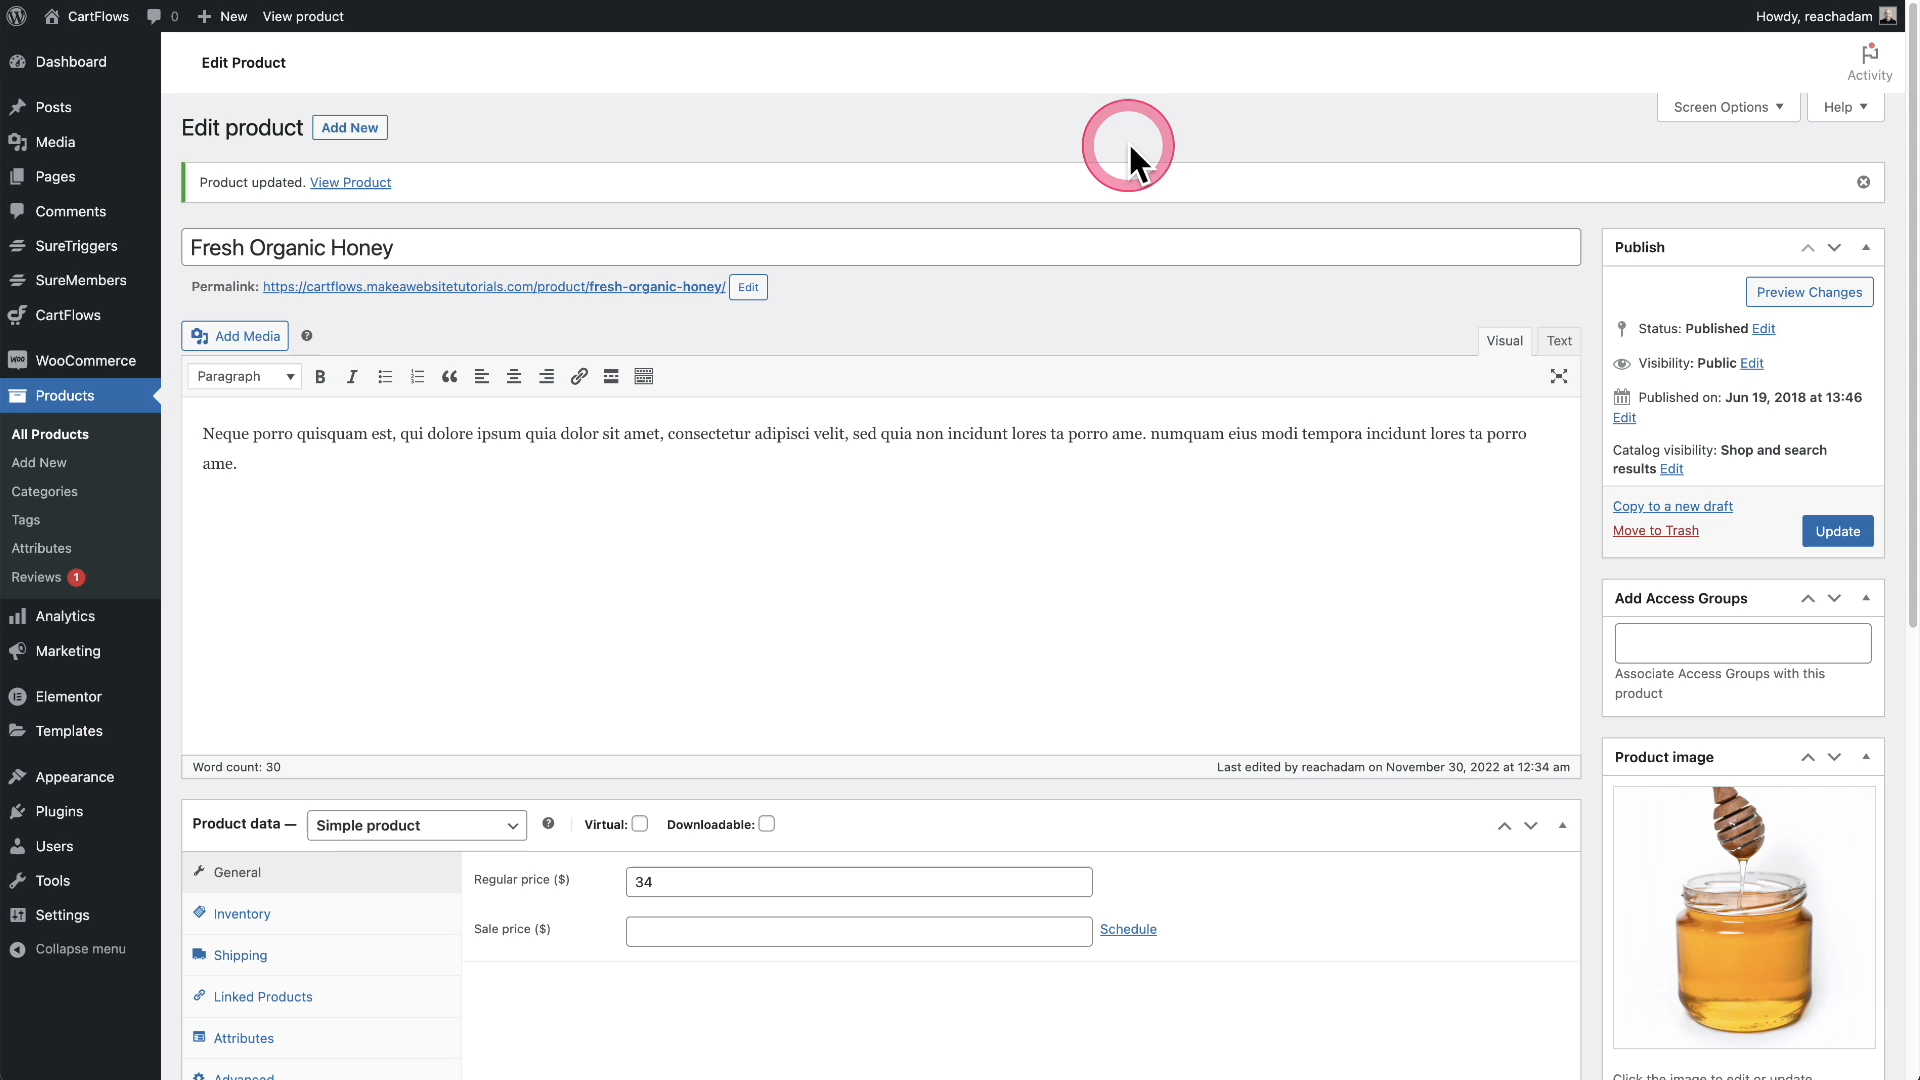 CartFlows
0
New
View product
Howdy, reachadam
Dashboard
Posts
Media
Pages
Comments
SureTriggers
SureMembers
CartFlows
WooCommerce
Products
All Products
Add New
Categories
Tags
Attributes
Reviews 1
Analytics
Marketing
Elementor
Templates
Appearance
Plugins
Users
Tools
Settings
Collapse menu
Edit Product
Activity
Screen Options
Help
Edit product Add New
Product updated. View Product
Fresh Organic Honey
Permalink: https://cartflows.makeawebsitetutorials.com/product/fresh-organic-honey/ Edit
Add Media
Visual
Text
Paragraph
Neque porro quisquam est, qui dolore ipsum quia dolor sit amet, consectetur adipisci velit, sed quia non incidunt lores ta porro ame. numquam eius modi tempora incidunt lores ta porro
ame.
Word count: 30
Last edited by reachadam on November 30, 2022 at 12:34 am
Product data —
Simple product
Virtual:
Downloadable:
General
Inventory
Shipping
Linked Products
Attributes
Advanced
Regular price ($)
34
Sale price ($)
Schedule
Publish
Preview Changes
Status: Published Edit
Visibility: Public Edit
Published on: Jun 19, 2018 at 13:46
Edit
Catalog visibility: Shop and search
results Edit
Copy to a new draft
Move to Trash
Update
Add Access Groups
Associate Access Groups with this
product
Product image
Click the image to edit or update